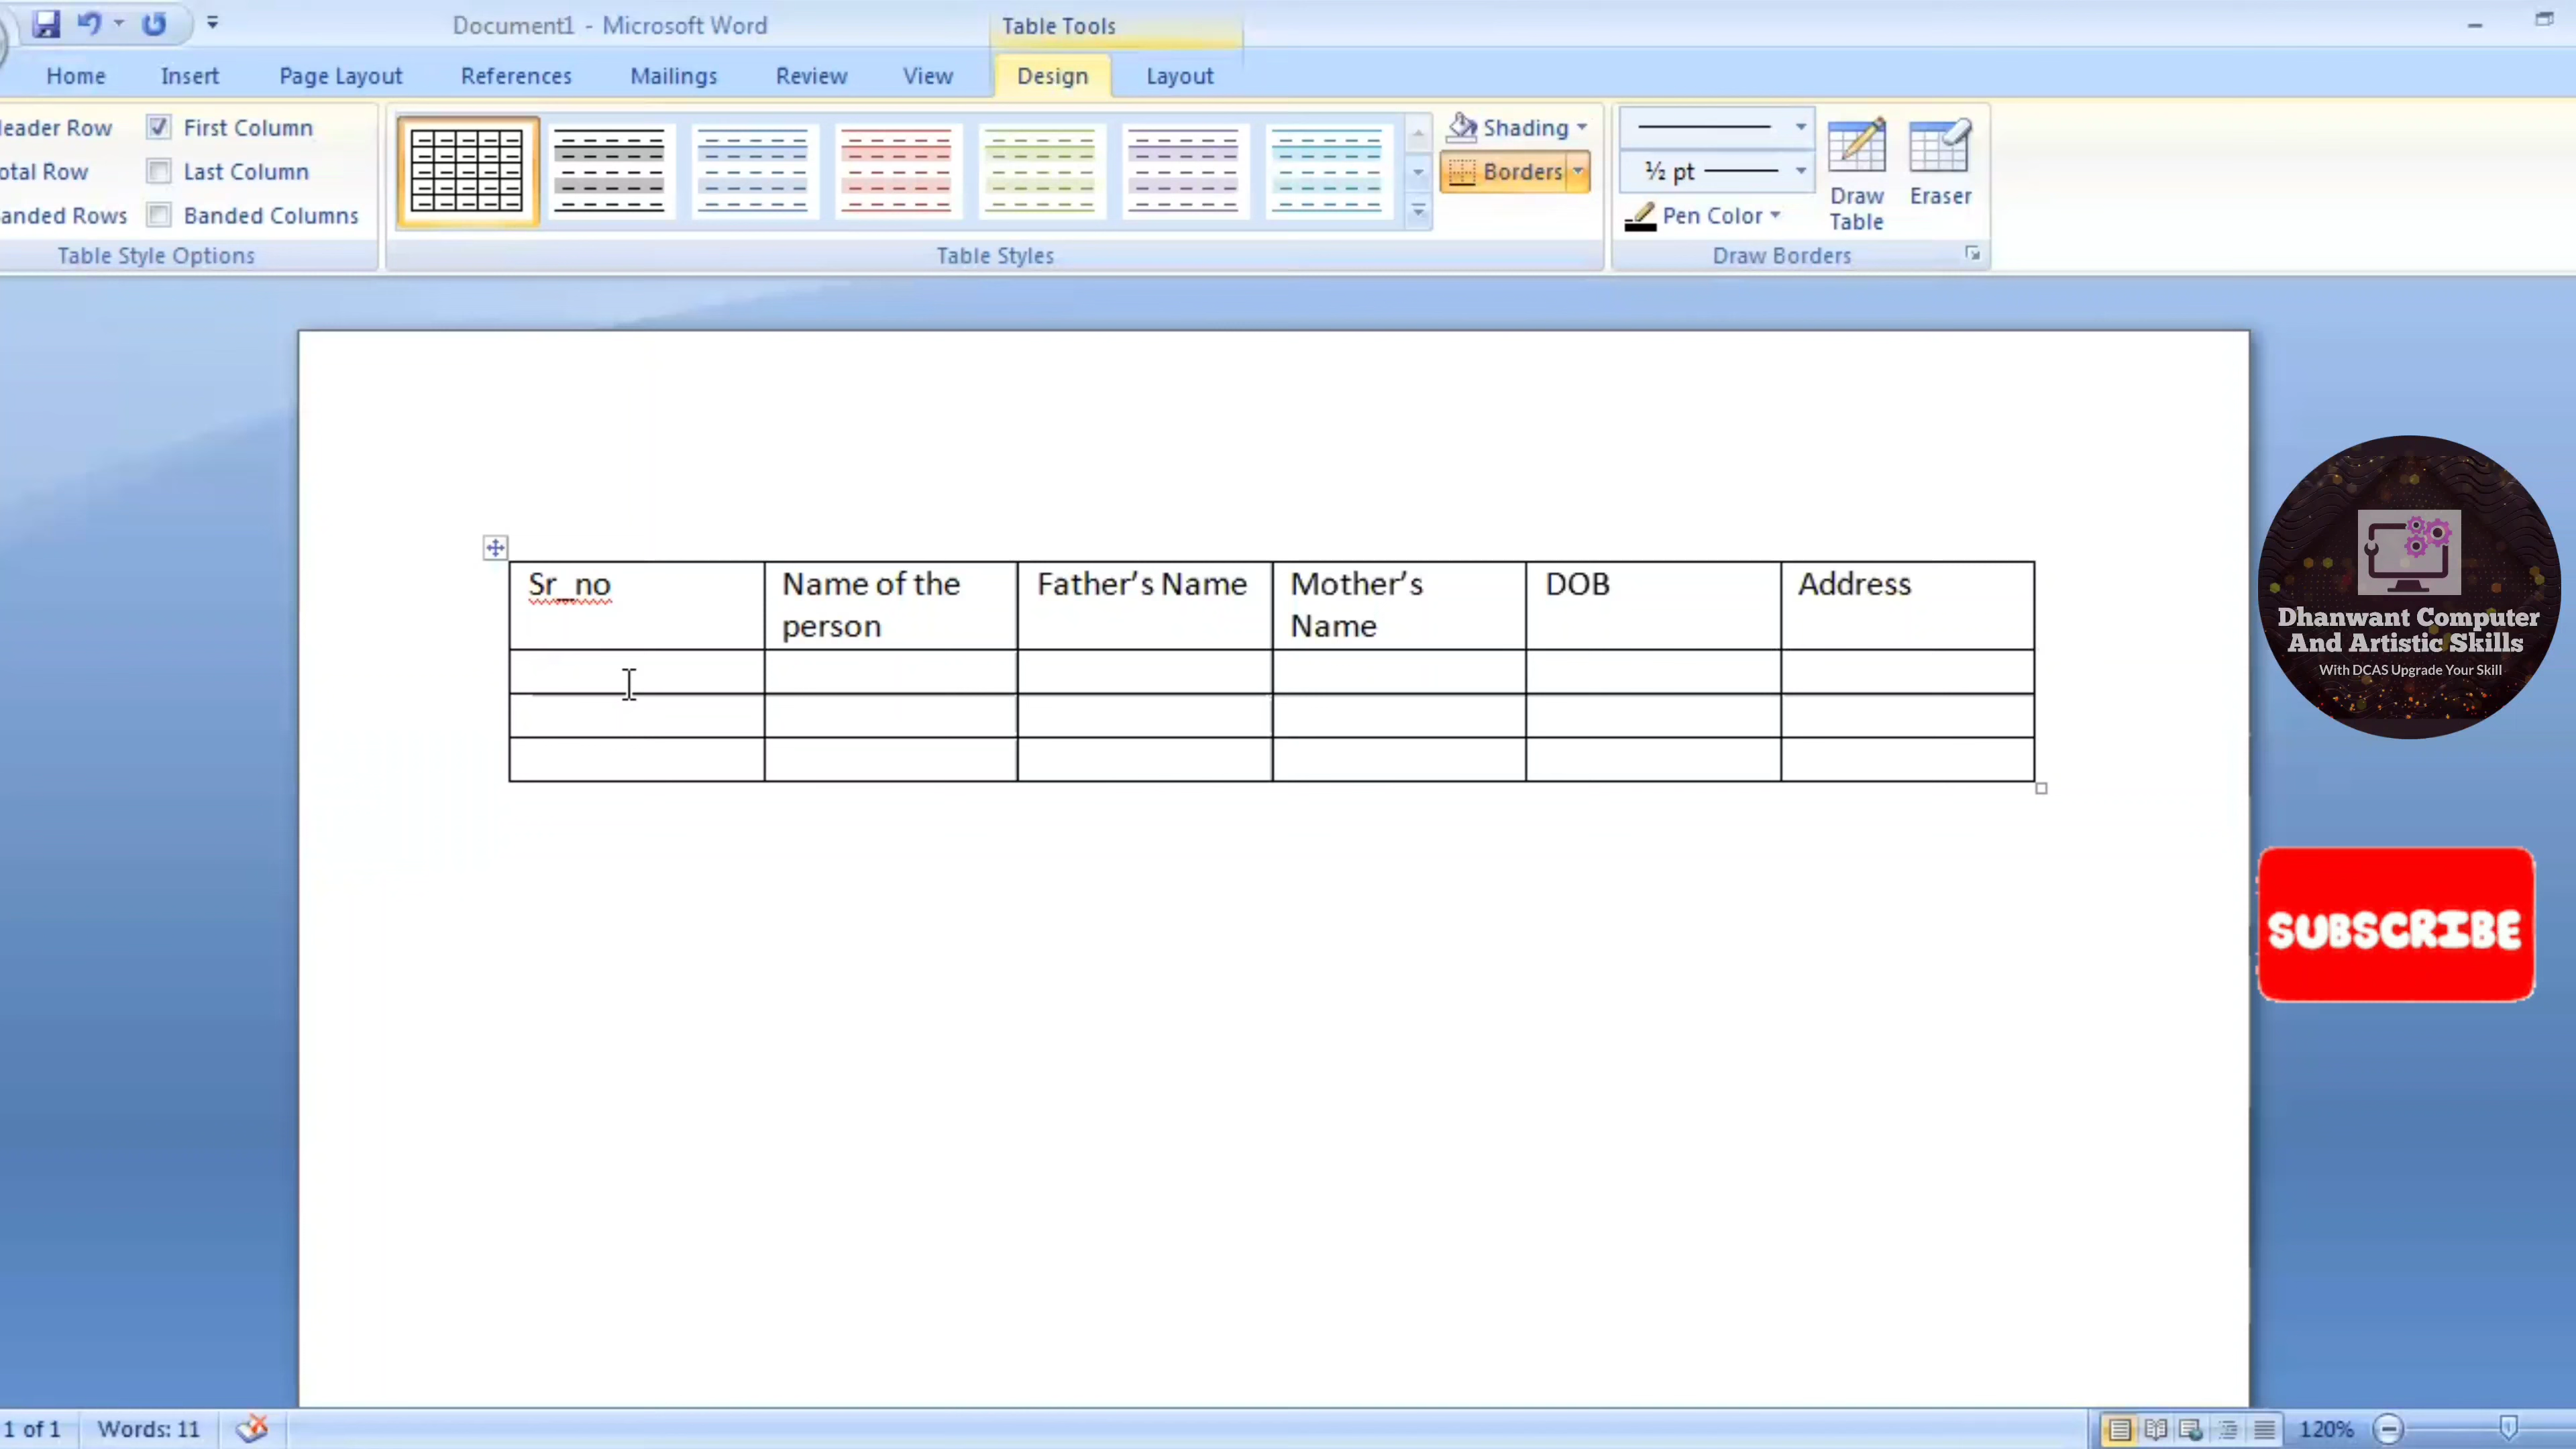 Document1 - Microsoft Word
Table Tools
Home Insert Page Layout References Mailings Review View Design Layout
eader Row First Column
otal Row Last Column
anded Rows Banded Columns
Table Style Options
Shading
Borders
Table Styles
½ pt
Pen Color
Draw Table
Eraser
Draw Borders
Sr_no
Name of the
person
Father’s Name
Mother’s
Name
DOB
Address
Dhanwant Computer
And Artistic Skills
With DCAS Upgrade Your Skill
SUBSCRIBE
1 of 1 Words: 11 120%